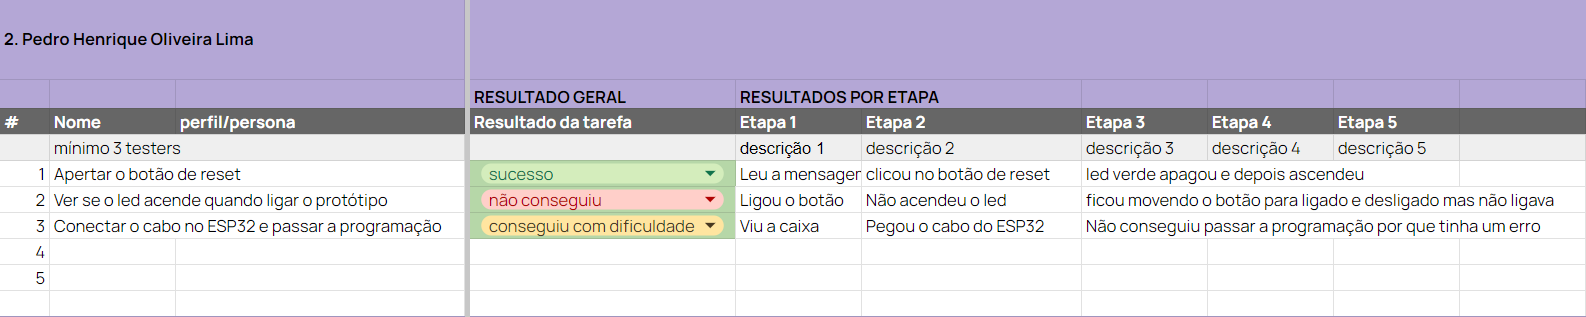 2. Pedro Henrique Oliveira Lima
RESULTADO GERAL RESULTADOS POR ETAPA
# Nome perfil/persona Resultado da tarefa Etapa 1 Etapa 2 Etapa 3 Etapa 4 Etapa 5
mínimo 3 testers descrição 1 descrição 2 descrição 3 descrição 4 descrição 5
1 Apertar o botão de reset sucesso Leu a mensager clicou no botão de reset led verde apagou e depois ascendeu
2 Ver se o led acende quando ligar o protótipo não conseguiu Ligou o botão Não acendeu o led ficou movendo o botão para ligado e desligado mas não ligava
3 Conectar o cabo no ESP32 e passar a programação conseguiu com dificuldade Viu a caixa Pegou o cabo do ESP32 Não conseguiu passar a programação por que tinha um erro
4
5